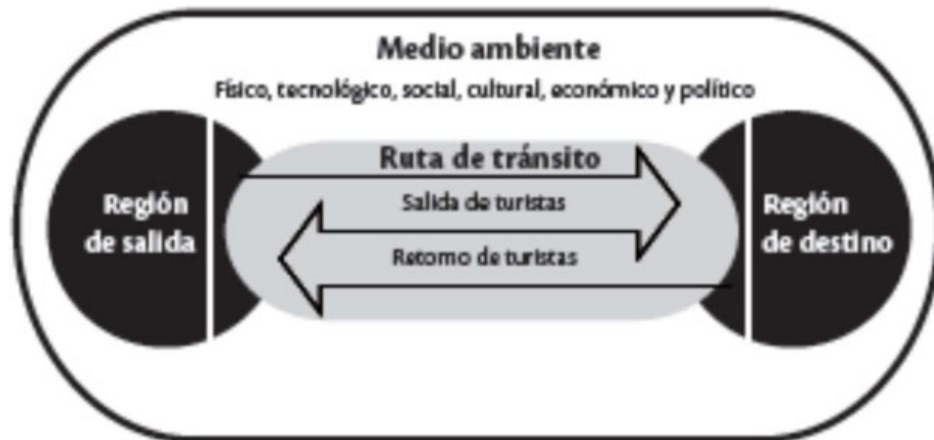 Medio ambiente
Físico, tecnológico, social, cultural, económico y político
Ruta de tránsito
Salida de turistas
Retorno de turistas
Región
de salida
Región
de destino